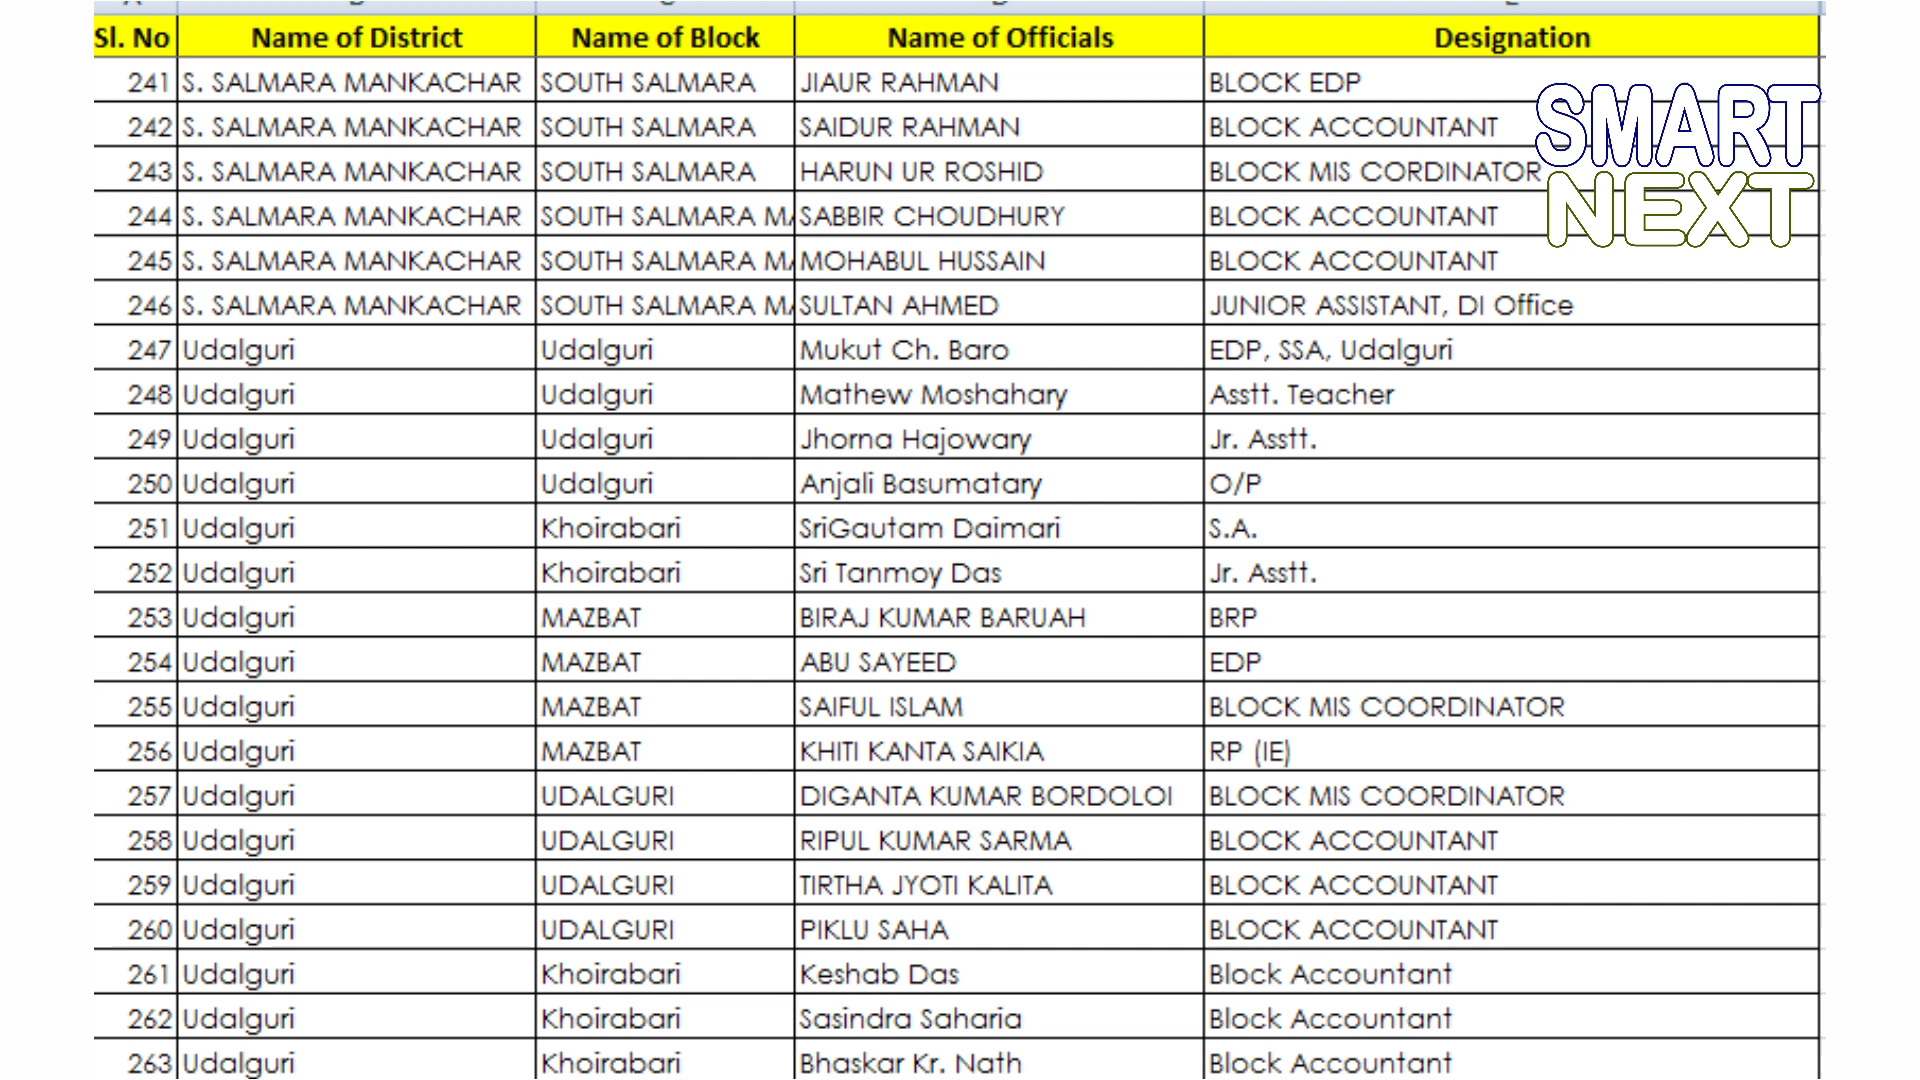 Sl. No Name of District Name of Block Name of Officials Designation
241 S. SALMARA MANKACHAR SOUTH SALMARA JIAUR RAHMAN BLOCK EDP
242 S. SALMARA MANKACHAR SOUTH SALMARA SAIDUR RAHMAN BLOCK ACCOUNTANT
243 S. SALMARA MANKACHAR SOUTH SALMARA HARUN UR ROSHID BLOCK MIS CORDINATOR
244 S. SALMARA MANKACHAR SOUTH SALMARA MA SABBIR CHOUDHURY BLOCK ACCOUNTANT
245 S. SALMARA MANKACHAR SOUTH SALMARA MA MOHABUL HUSSAIN BLOCK ACCOUNTANT
246 S. SALMARA MANKACHAR SOUTH SALMARA MA SULTAN AHMED JUNIOR ASSISTANT, DI Office
247 Udalguri Udalguri Mukut Ch. Baro EDP, SSA, Udalguri
248 Udalguri Udalguri Mathew Moshahary Asstt. Teacher
249 Udalguri Udalguri Jhorna Hajowary Jr. Asstt.
250 Udalguri Udalguri Anjali Basumatary O/P
251 Udalguri Khoirabari SriGautam Daimari S.A.
252 Udalguri Khoirabari Sri Tanmoy Das Jr. Asstt.
253 Udalguri MAZBAT BIRAJ KUMAR BARUAH BRP
254 Udalguri MAZBAT ABU SAYEED EDP
255 Udalguri MAZBAT SAIFUL ISLAM BLOCK MIS COORDINATOR
256 Udalguri MAZBAT KHITI KANTA SAIKIA RP (IE)
257 Udalguri UDALGURI DIGANTA KUMAR BORDOLOI BLOCK MIS COORDINATOR
258 Udalguri UDALGURI RIPUL KUMAR SARMA BLOCK ACCOUNTANT
259 Udalguri UDALGURI TIRTHA JYOTI KALITA BLOCK ACCOUNTANT
260 Udalguri UDALGURI PIKLU SAHA BLOCK ACCOUNTANT
261 Udalguri Khoirabari Keshab Das Block Accountant
262 Udalguri Khoirabari Sasindra Saharia Block Accountant
263 Udalguri Khoirabari Bhaskar Kr. Nath Block Accountant
SMART
NEXT